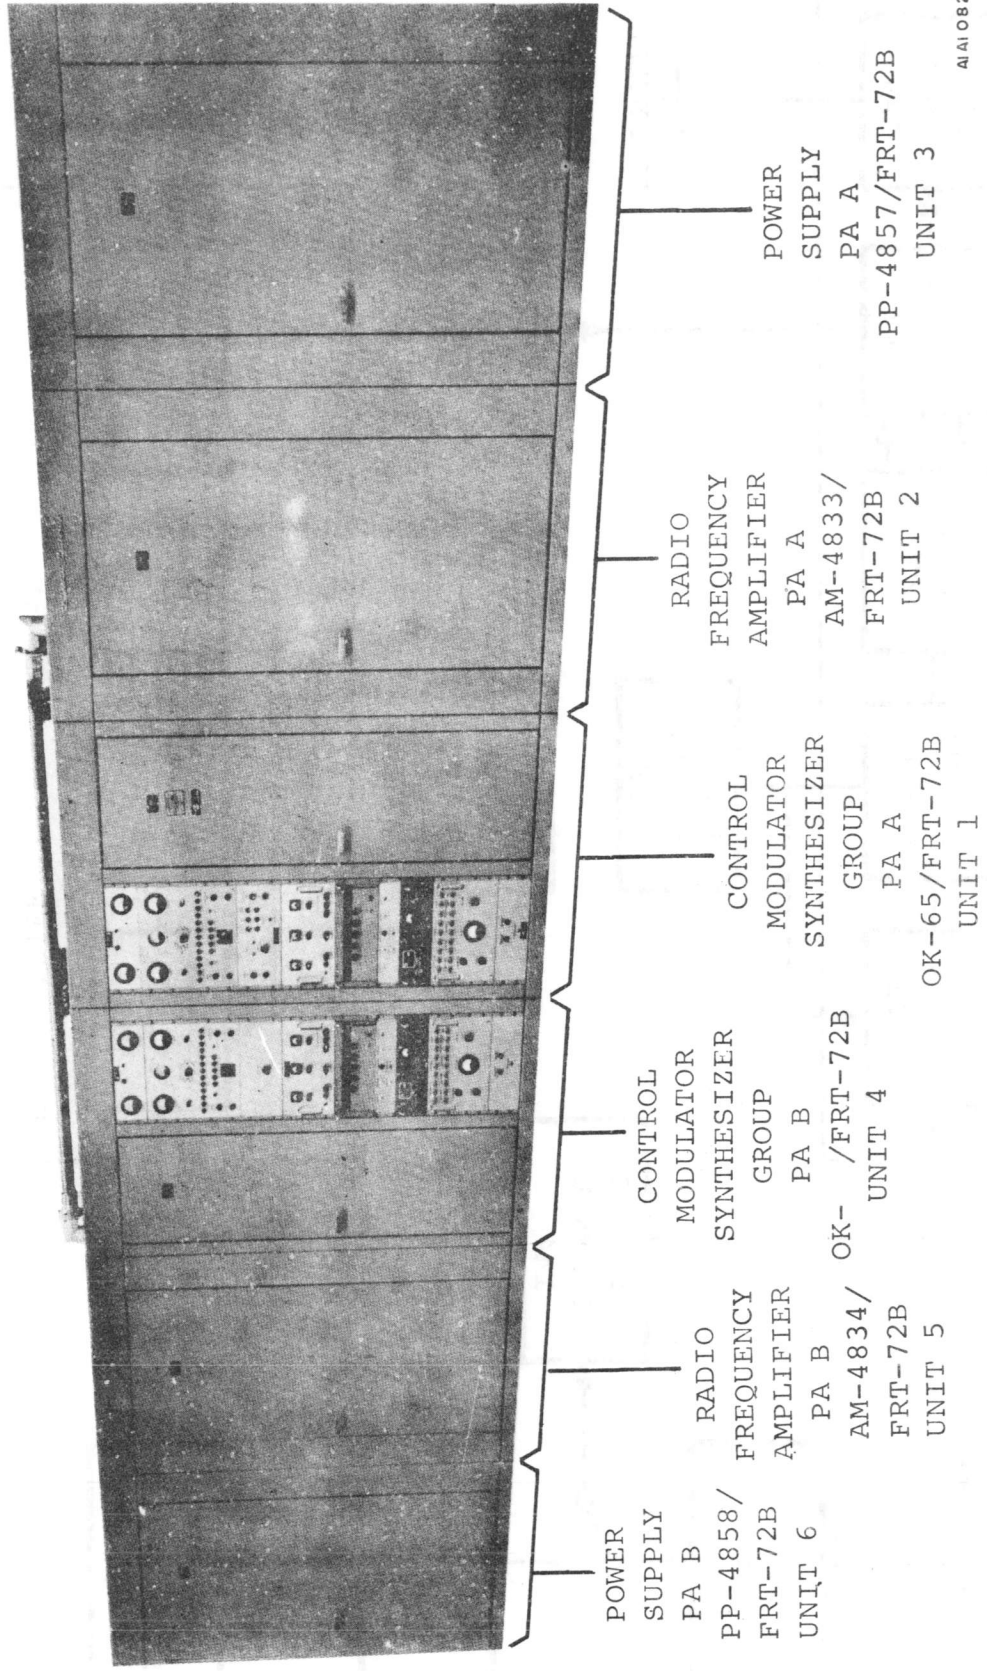 POWER
SUPPLY
PA B
PP-4858/
FRT-72B
UNIT 6
RADIO
FREQUENCY
AMPLIFIER
PA B
AM-4834/
FRT-72B
UNIT 5
CONTROL
MODULATOR
SYNTHESIZER
GROUP
PA B
OK- /FRT-72B
UNIT 4
CONTROL
MODULATOR
SYNTHESIZER
GROUP
PA A
OK-65/FRT-72B
UNIT 1
RADIO
FREQUENCY
AMPLIFIER
PA A
AM-4833/
FRT-72B
UNIT 2
POWER
SUPPLY
PA A
PP-4857/FRT-72B
UNIT 3